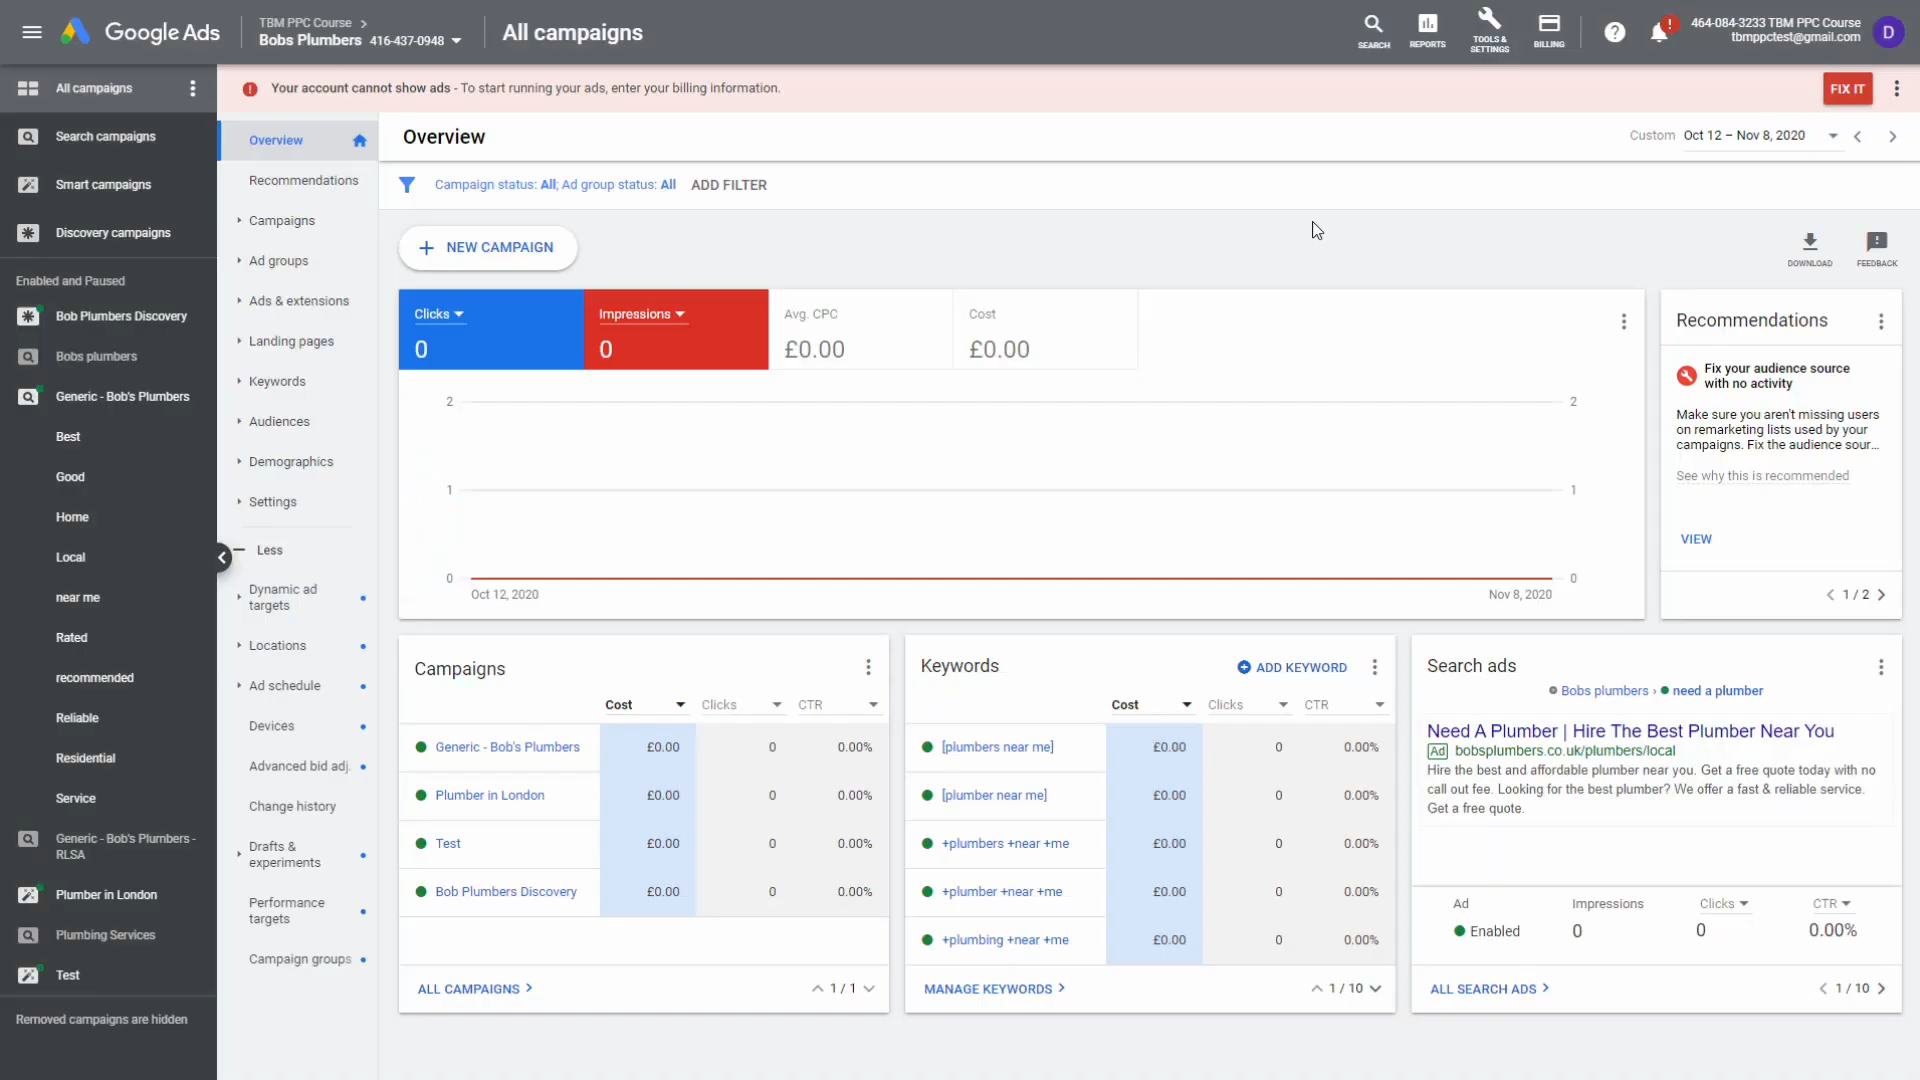 Google Ads
TBM PPC Course
Bobs Plumbers 416-437-0948
All campaigns
SEARCH
REPORTS
TOOLS &
SETTINGS
BILLING
?
!
464-084-3233 TBM PPC Course
tbmppctest@gmail.com
D
All campaigns
Search campaigns
Smart campaigns
Discovery campaigns
Enabled and Paused
Bob Plumbers Discovery
Bobs plumbers
Generic - Bob's Plumbers
Best
Good
Home
Local
near me
Rated
recommended
Reliable
Residential
Service
Generic - Bob's Plumbers -
RLSA
Plumber in London
Plumbing Services
Test
Removed campaigns are hidden
Your account cannot show ads - To start running your ads, enter your billing information.
FIX IT
Overview
Recommendations
Campaigns
Ad groups
Ads & extensions
Landing pages
Keywords
Audiences
Demographics
Settings
Less
Dynamic ad
targets
Locations
Ad schedule
Devices
Advanced bid adj.
Change history
Drafts &
experiments
Performance
targets
Campaign groups
Overview
Custom Oct 12 – Nov 8, 2020
Campaign status: All; Ad group status: All ADD FILTER
+ NEW CAMPAIGN
DOWNLOAD
FEEDBACK
Clicks
0
Impressions
0
Avg. CPC
£0.00
Cost
£0.00
2 2
1 1
0 0
Oct 12, 2020 Nov 8, 2020
Recommendations
Fix your audience source
with no activity
Make sure you aren't missing users
on remarketing lists used by your
campaigns. Fix the audience sour...
See why this is recommended
VIEW
1 / 2
Campaigns
Cost Clicks CTR
Generic - Bob's Plumbers £0.00 0 0.00%
Plumber in London £0.00 0 0.00%
Test £0.00 0 0.00%
Bob Plumbers Discovery £0.00 0 0.00%
ALL CAMPAIGNS
1 / 1
Keywords
ADD KEYWORD
Cost Clicks CTR
[plumbers near me] £0.00 0 0.00%
[plumber near me] £0.00 0 0.00%
+plumbers +near +me £0.00 0 0.00%
+plumber +near +me £0.00 0 0.00%
+plumbing +near +me £0.00 0 0.00%
MANAGE KEYWORDS
1 / 10
Search ads
Bobs plumbers › need a plumber
Need A Plumber | Hire The Best Plumber Near You
Ad bobsplumbers.co.uk/plumbers/local
Hire the best and affordable plumber near you. Get a free quote today with no
call out fee. Looking for the best plumber? We offer a fast & reliable service.
Get a free quote.
Ad Impressions Clicks CTR
Enabled 0 0 0.00%
ALL SEARCH ADS
1 / 10